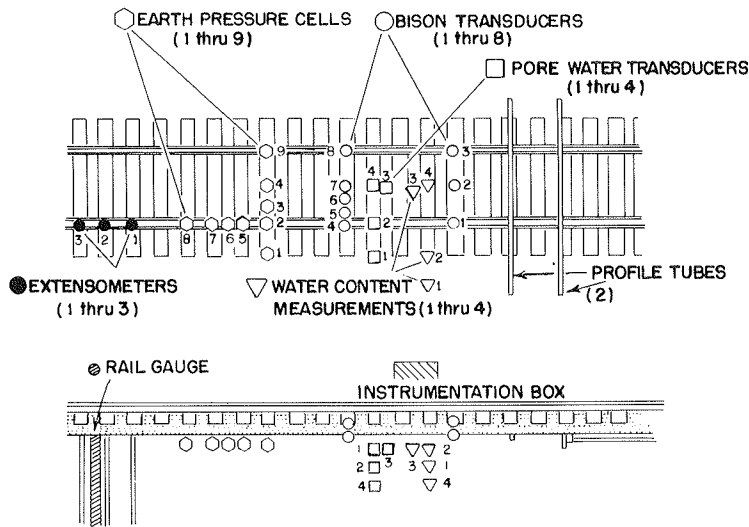 EARTH PRESSURE CELLS
(1 thru 9)
BISON TRANSDUCERS
(1 thru 8)
PORE WATER TRANSDUCERS
(1 thru 4)
9 8 3
4 7 4 3 3 4 2
3 6
5
3 2 1 8 7 6 5 2 4 2 1
1 1 2
1
EXTENSOMETERS
(1 thru 3)
WATER CONTENT
MEASUREMENTS (1 thru 4)
PROFILE TUBES
(2)
RAIL GAUGE
INSTRUMENTATION BOX
1 3 3 2
2 1
4 4